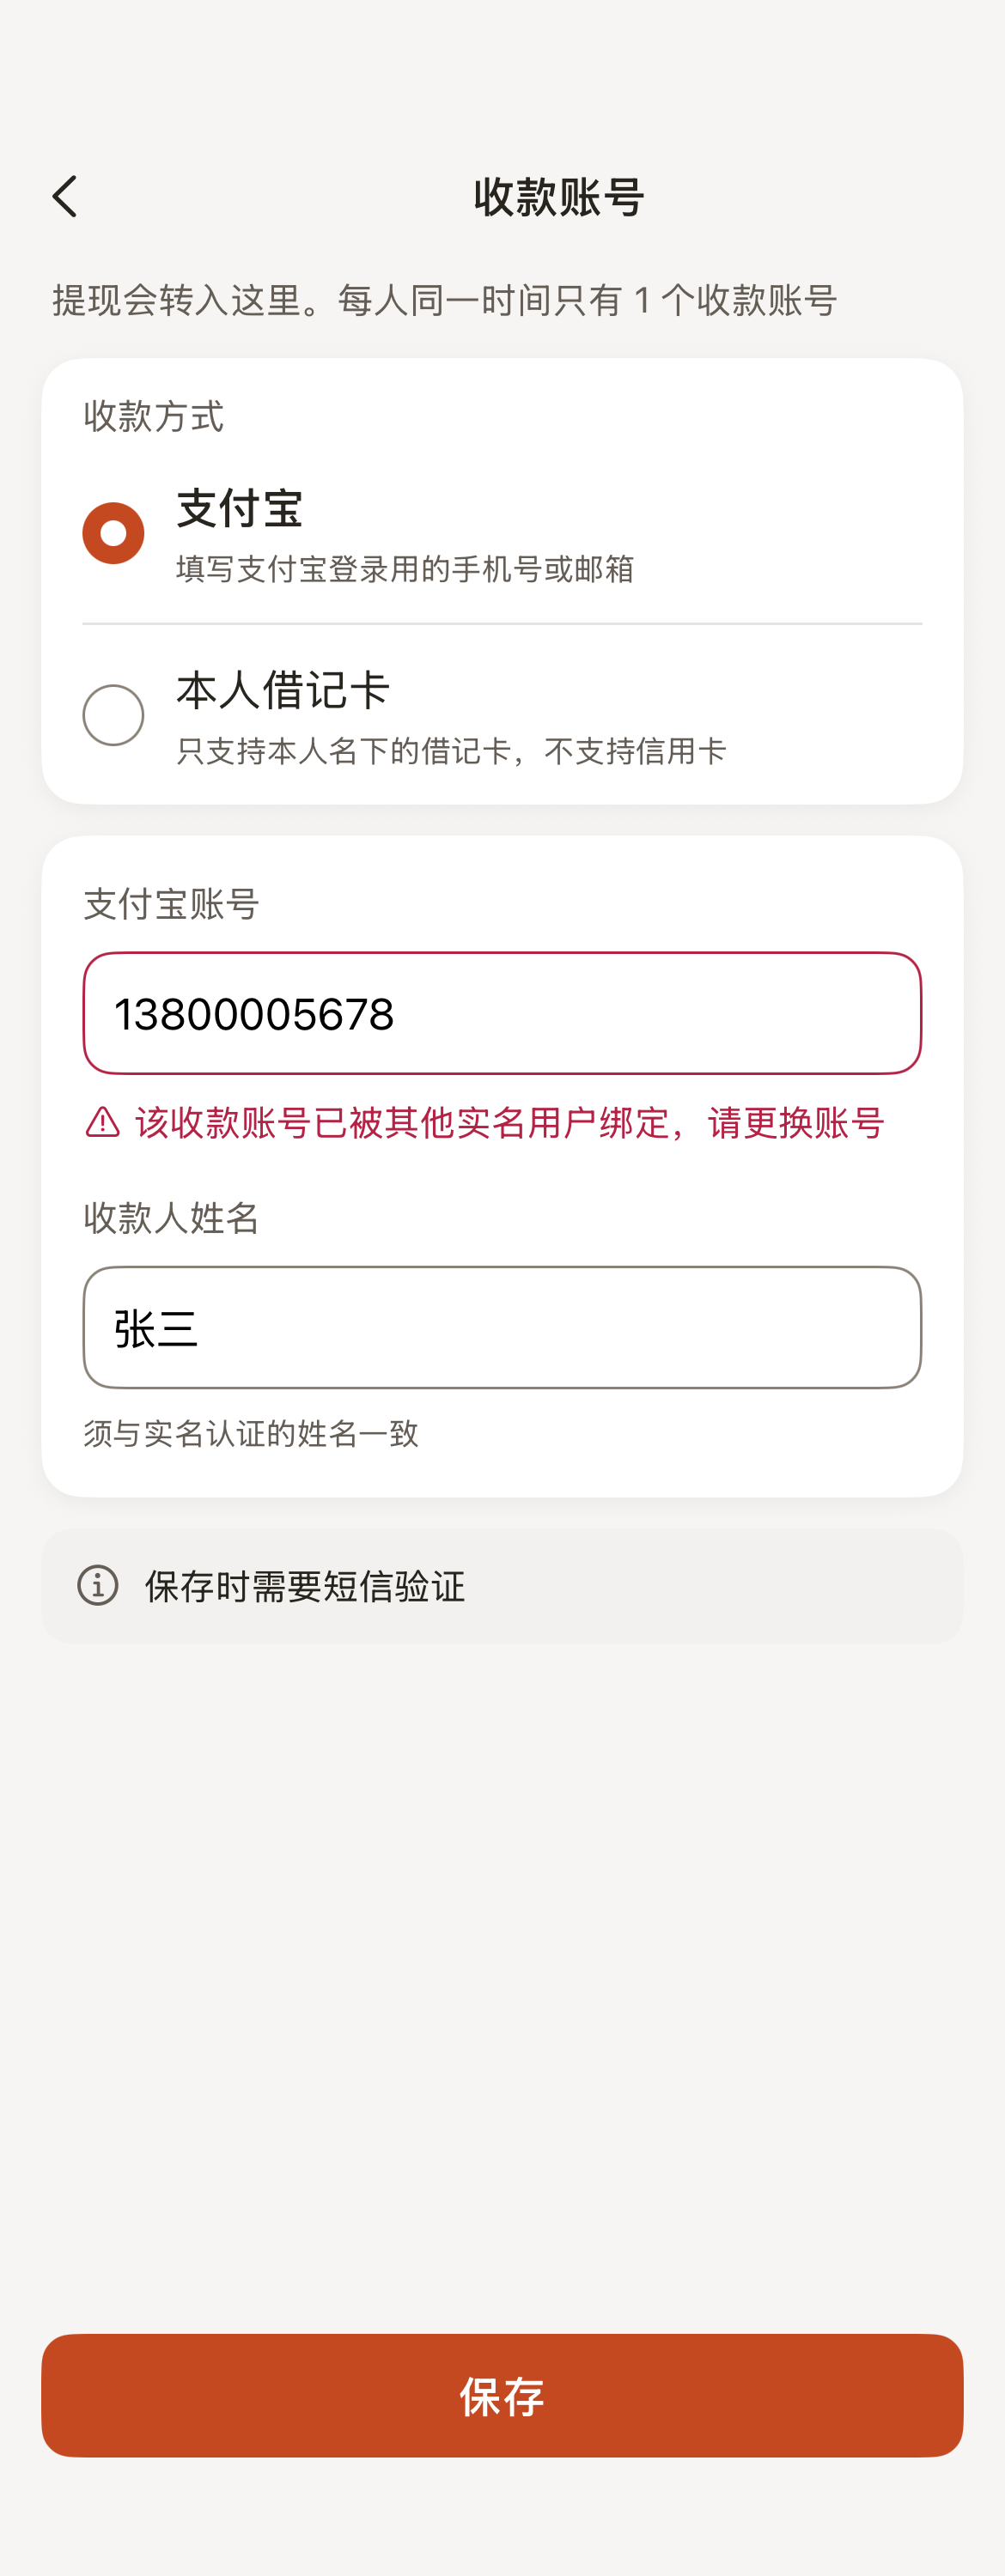 收款账号
提现会转入这里。每人同一时间只有 1 个收款账号
收款方式
支付宝
填写支付宝登录用的手机号或邮箱
本人借记卡
只支持本人名下的借记卡，不支持信用卡
支付宝账号
13800005678
该收款账号已被其他实名用户绑定，请更换账号
收款人姓名
张三
须与实名认证的姓名一致
保存时需要短信验证
保存